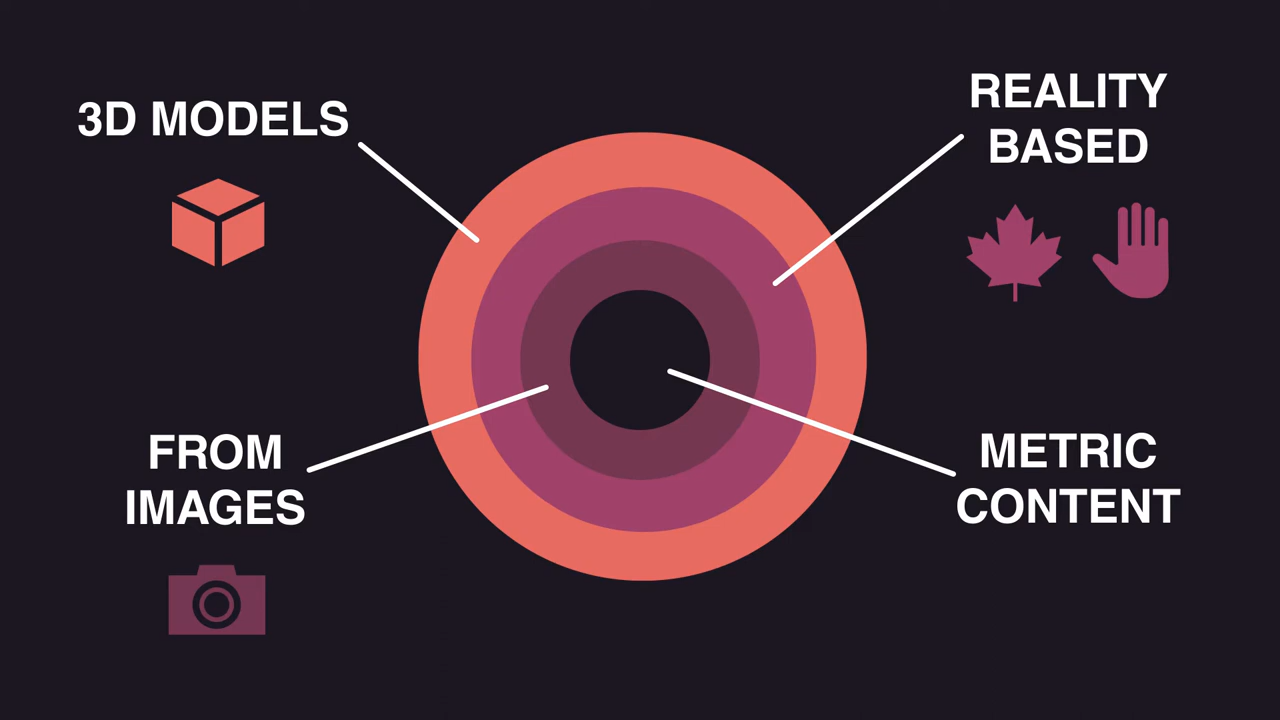 3D MODELS
REALITY
BASED
FROM
IMAGES
METRIC
CONTENT